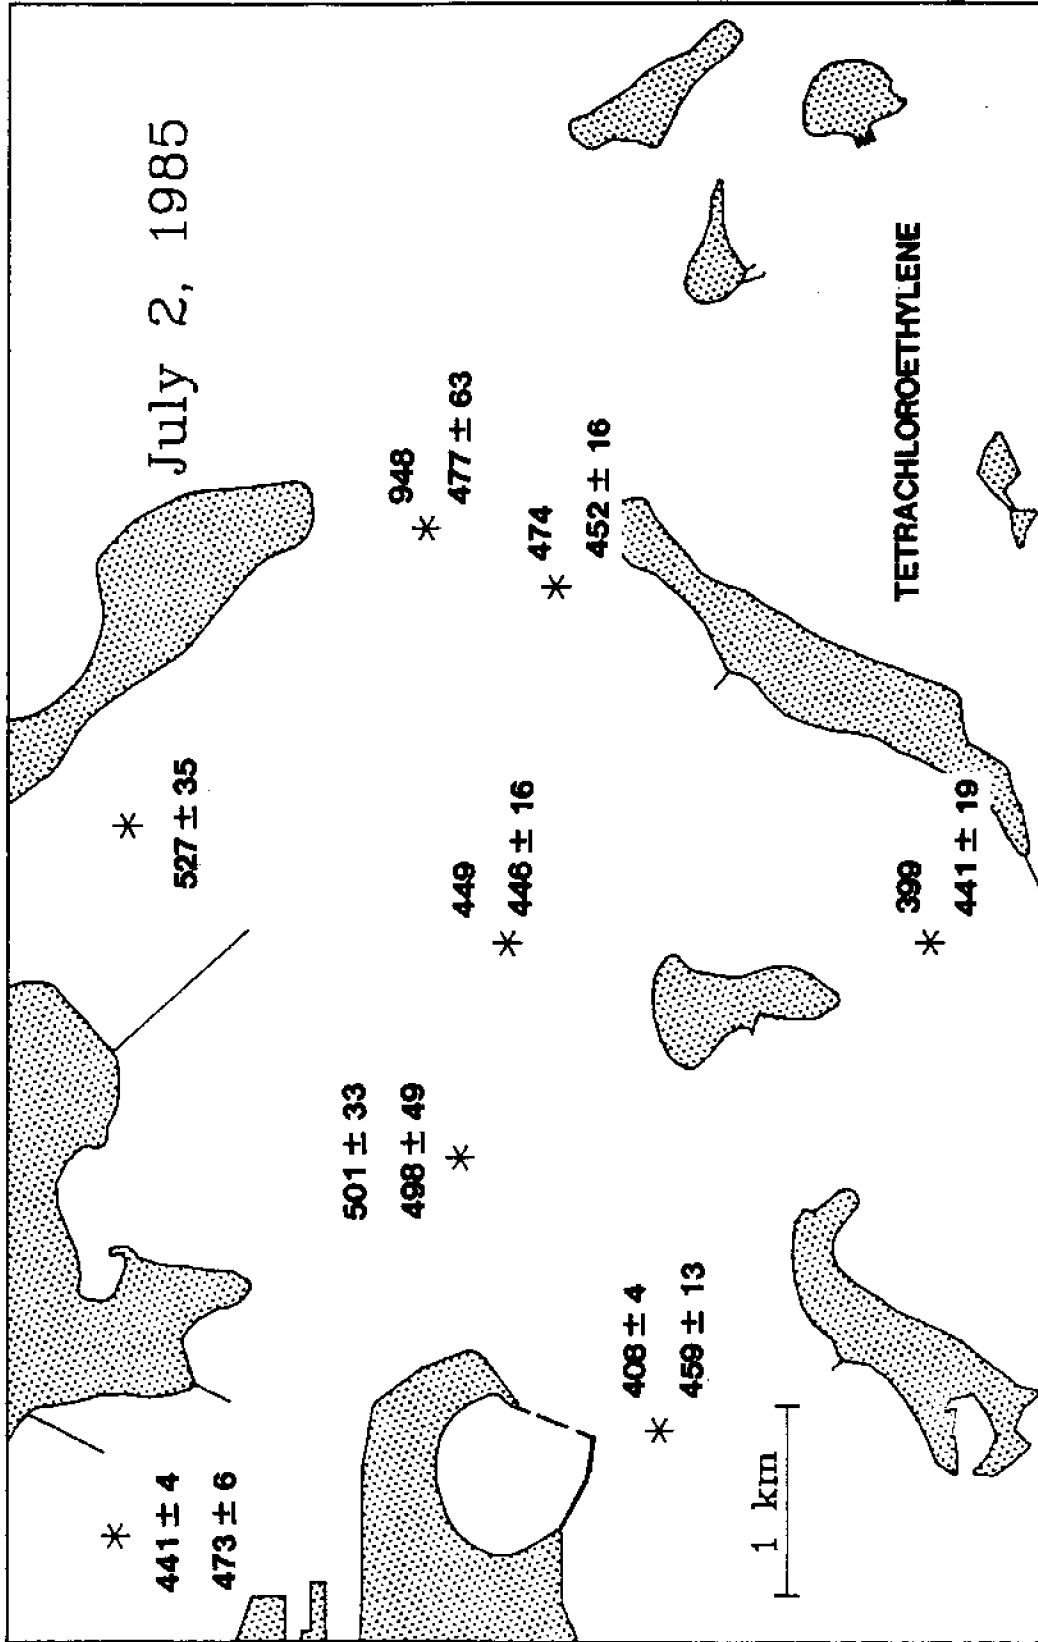 July 2, 1985
441 ± 4
473 ± 6
527 ± 35
501 ± 33
498 ± 49
948
477 ± 63
449
446 ± 16
474
452 ± 16
408 ± 4
459 ± 13
1 km
399
441 ± 19
TETRACHLOROETHYLENE